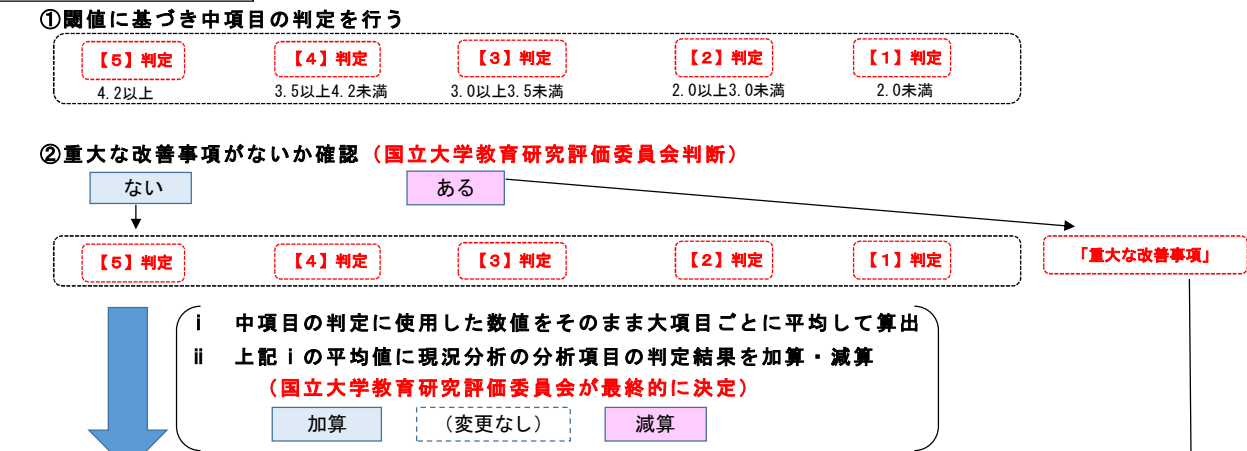 ①閾値に基づき中項目の判定を行う
【5】判定 【4】判定 【3】判定 【2】判定 【1】判定
4.2以上 3.5以上4.2未満 3.0以上3.5未満 2.0以上3.0未満 2.0未満
②重大な改善事項がないか確認（国立大学教育研究評価委員会判断）
ない ある
【5】判定 【4】判定 【3】判定 【2】判定 【1】判定 「重大な改善事項」
ⅰ 中項目の判定に使用した数値をそのまま大項目ごとに平均して算出
ⅱ 上記ⅰの平均値に現況分析の分析項目の判定結果を加算・減算
（国立大学教育研究評価委員会が最終的に決定）
加算 （変更なし） 減算